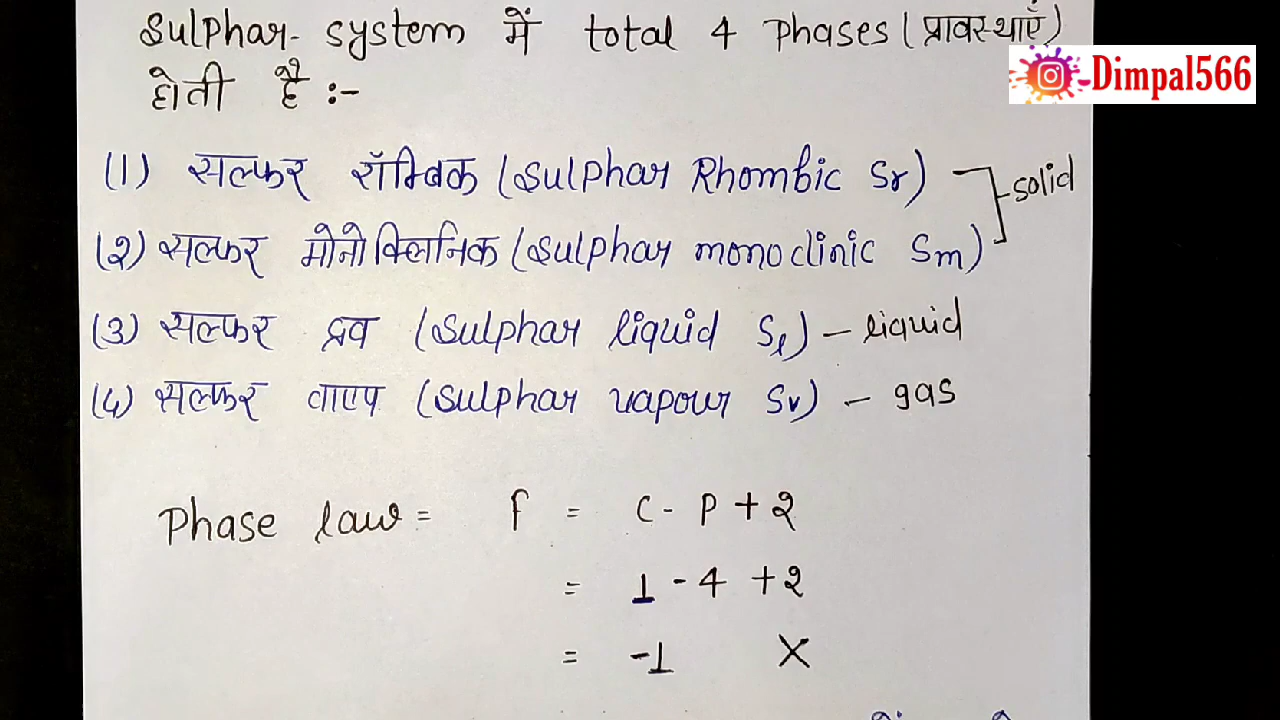 Sulphar system में total 4 Phases (प्रावस्थाएं)
होती है :-
Dimpal566
(1) सल्फर रॉम्बिक (Sulphar Rhombic Sr)
solid
(2) सल्फर मोनोक्लिनिक (Sulphar monoclinic Sm)
(3) सल्फर द्रव (Sulphar liquid Sl) - liquid
(4) सल्फर वाष्प (Sulphar vapour Sv) - gas
Phase law = f = C - P + 2
= 1 - 4 + 2
= -1 X